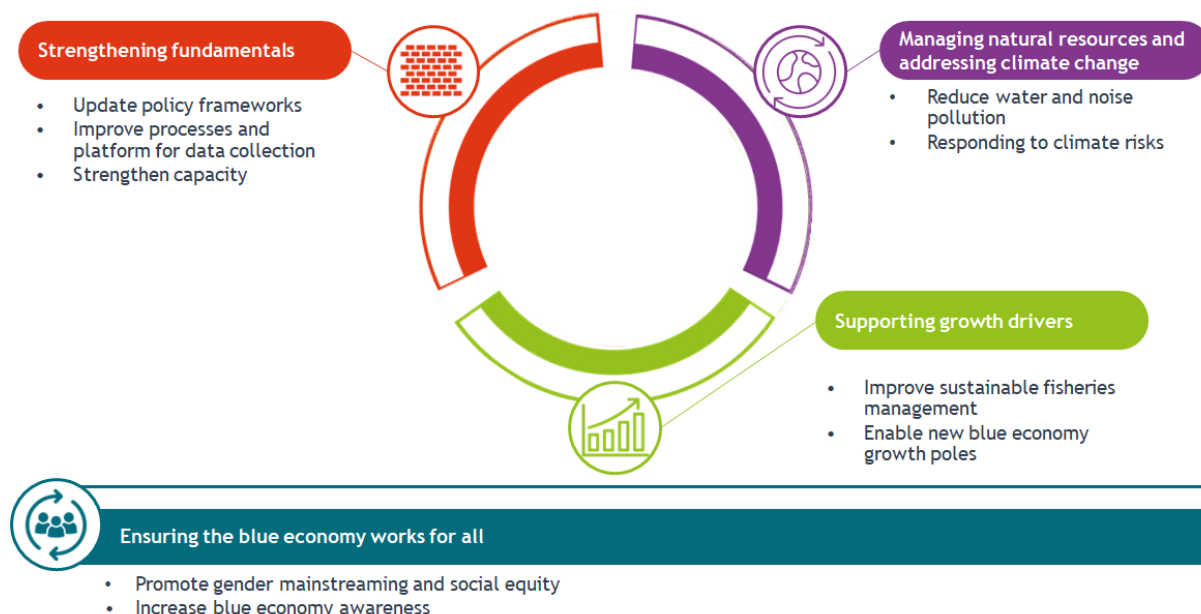 Strengthening fundamentals
• Update policy frameworks
• Improve processes and
platform for data collection
• Strengthen capacity
Managing natural resources and
addressing climate change
• Reduce water and noise
pollution
• Responding to climate risks
Supporting growth drivers
• Improve sustainable fisheries
management
• Enable new blue economy
growth poles
Ensuring the blue economy works for all
• Promote gender mainstreaming and social equity
• Increase blue economy awareness